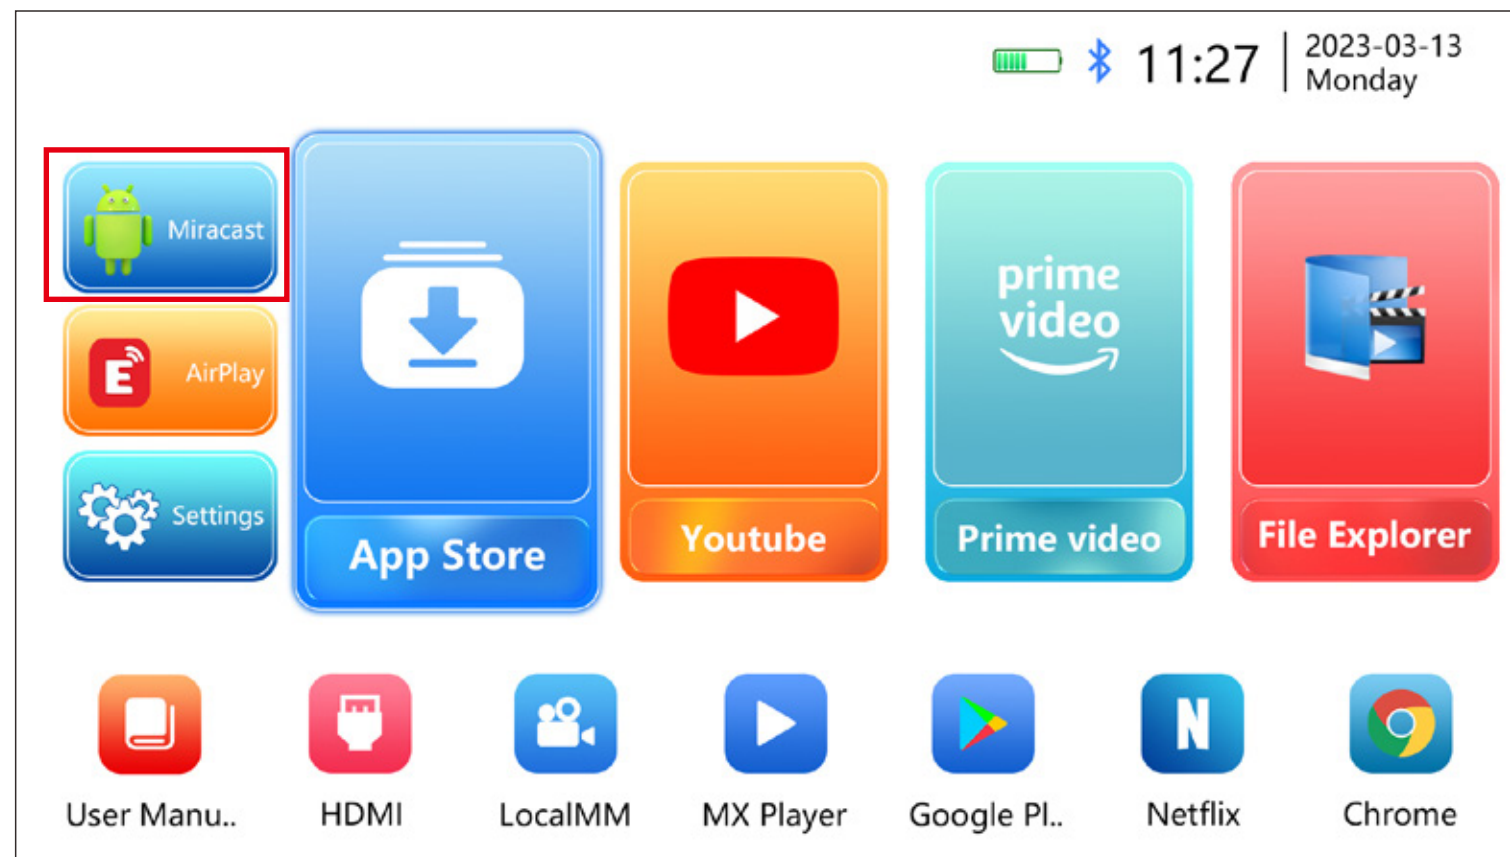 11:27
2023-03-13
Monday
Miracast
E
AirPlay
Settings
App Store
Youtube
prime
video
Prime video
File Explorer
User Manu..
HDMI
LocalMM
MX Player
Google Pl..
N
Netflix
Chrome